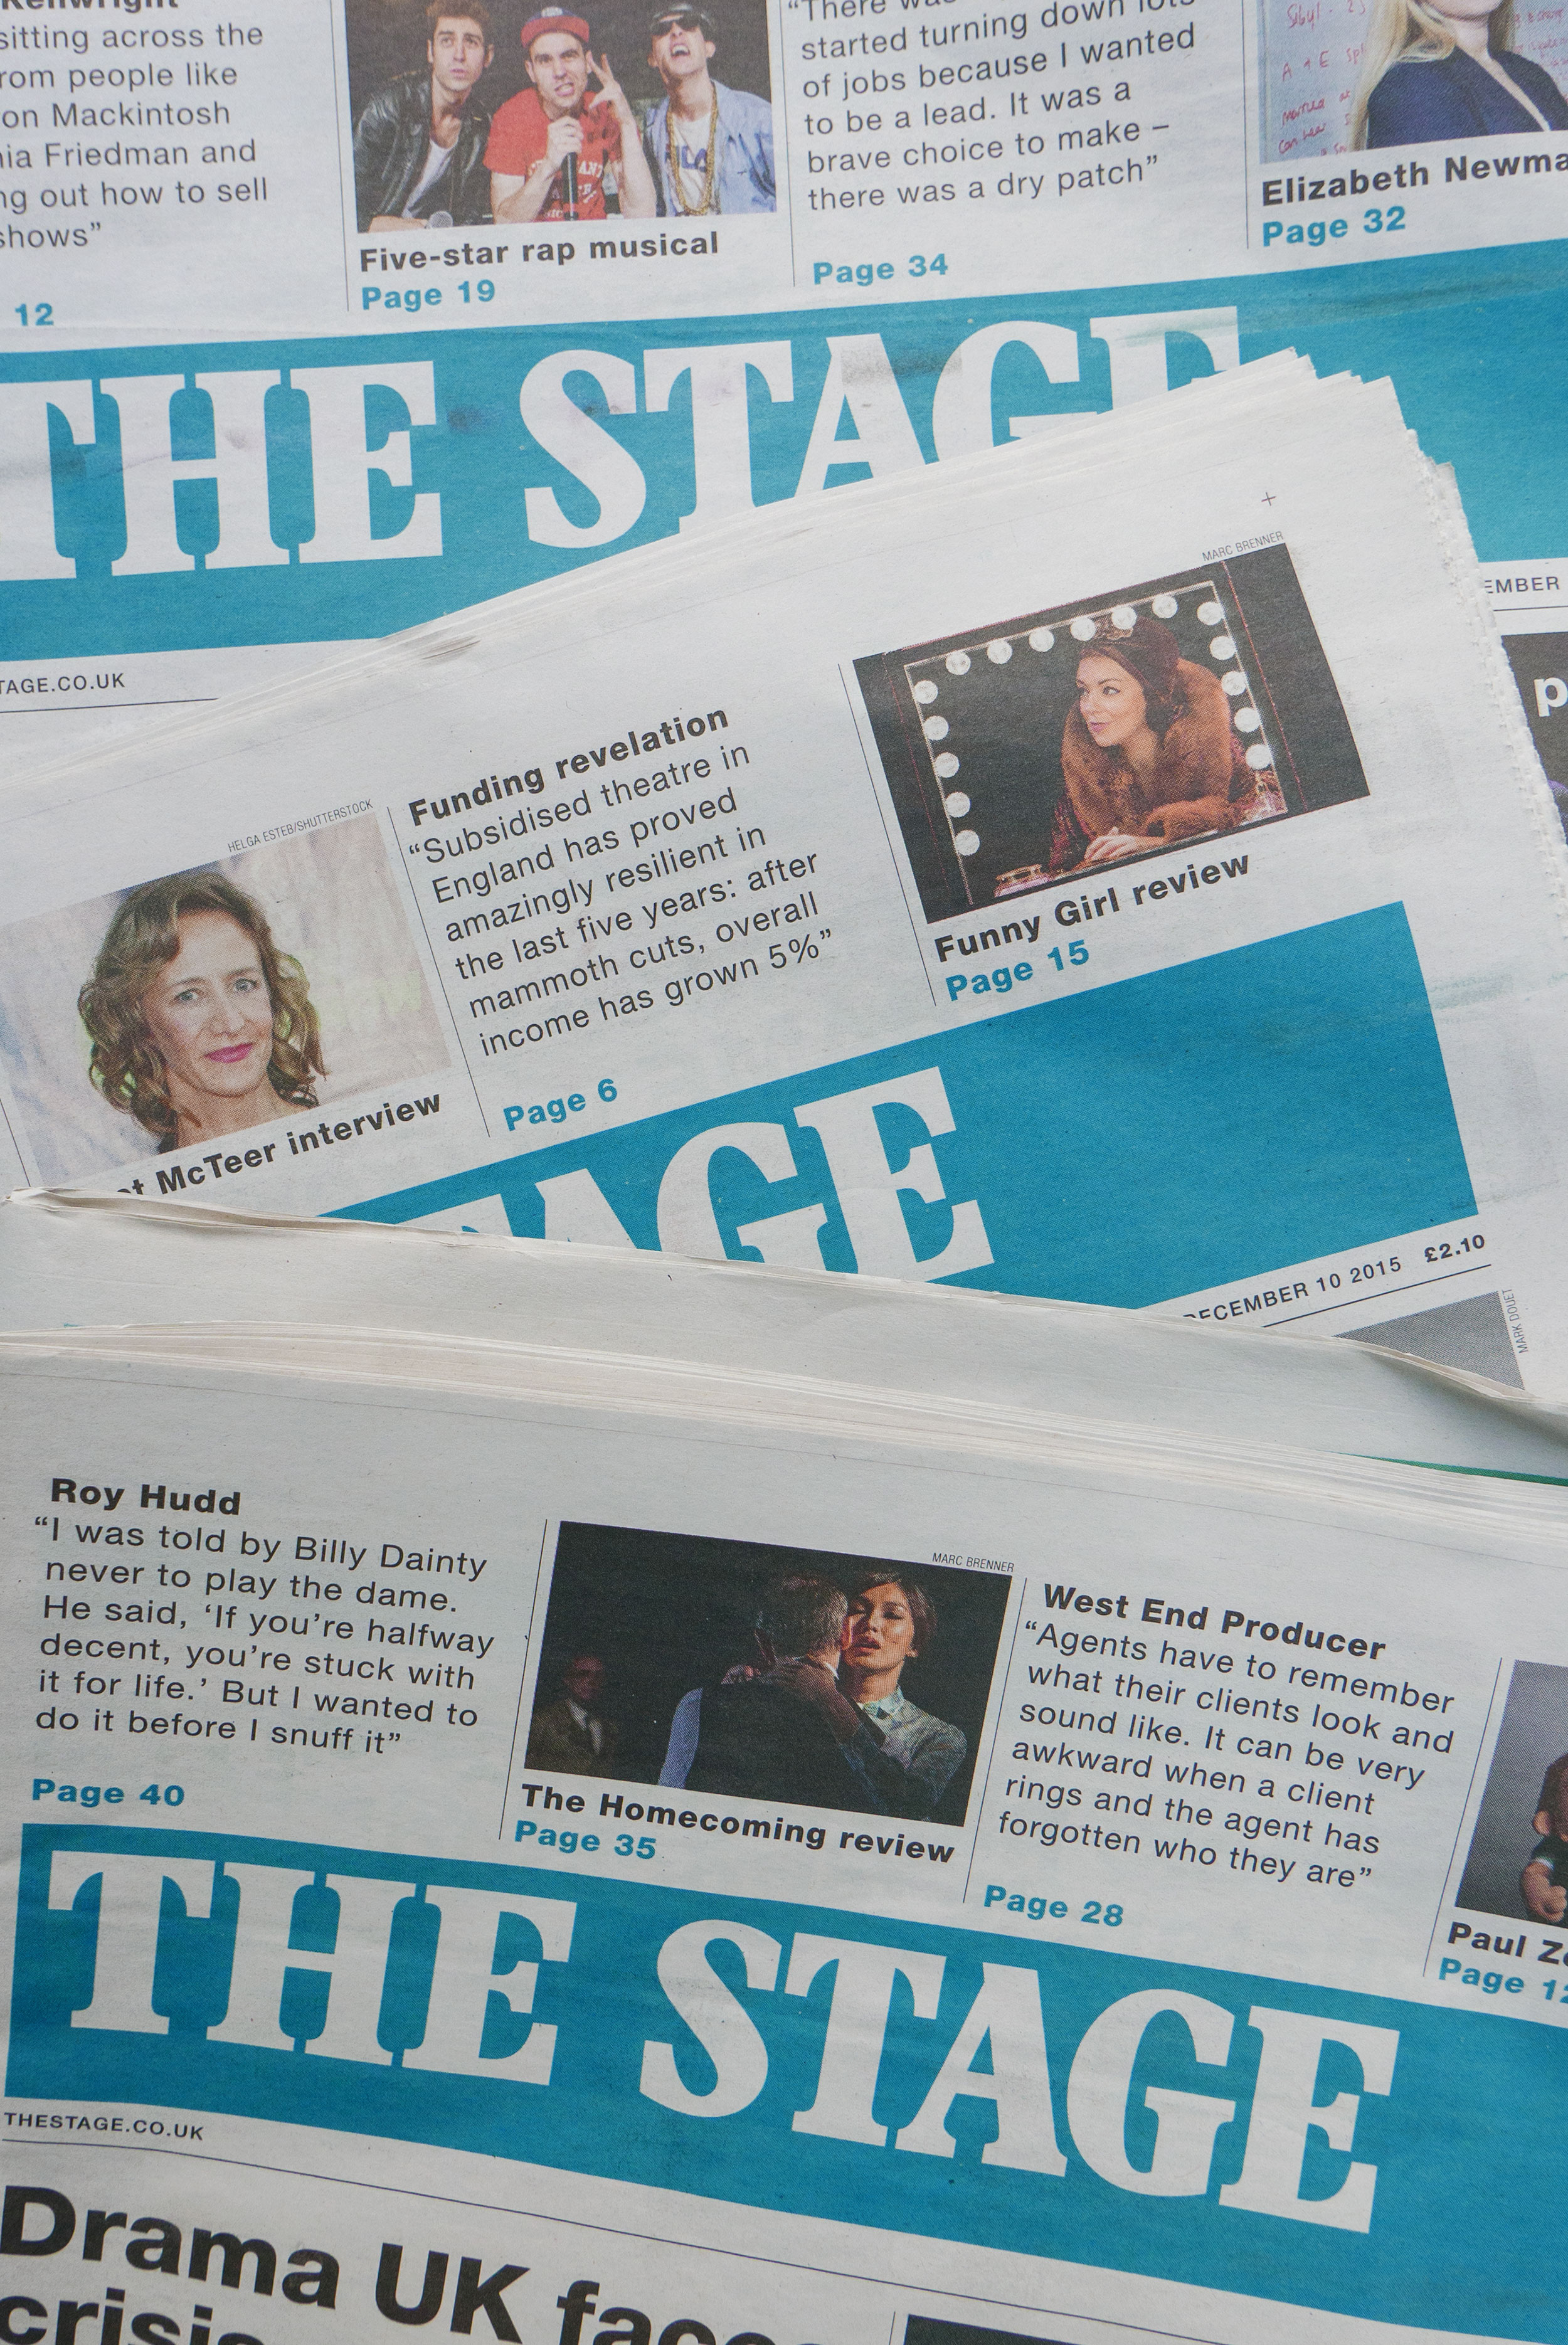 sitting across the
from people like
on Mackintosh
nia Friedman and
ng out how to sell
shows”
12
Five-star rap musical
Page 19
“There
started turning down lots
of jobs because I wanted
to be a lead. It was a
brave choice to make –
there was a dry patch”
Page 34
Elizabeth Newma
Page 32
THE STAGE
TAGE.CO.UK
EMBER
p
HELGA ESTEB/SHUTTERSTOCK
McTeer interview
Funding revelation
“Subsidised theatre in
England has proved
amazingly resilient in
the last five years: after
mammoth cuts, overall
income has grown 5%”
Page 6
MARC BRENNER
Funny Girl review
Page 15
TAGE
DECEMBER 10 2015 £2.10
MARK DOUET
Roy Hudd
“I was told by Billy Dainty
never to play the dame.
He said, ‘If you’re halfway
decent, you’re stuck with
it for life.’ But I wanted to
do it before I snuff it”
Page 40
MARC BRENNER
The Homecoming review
Page 35
West End Producer
“Agents have to remember
what their clients look and
sound like. It can be very
awkward when a client
rings and the agent has
forgotten who they are”
Page 28
Paul Z
Page 12
THE STAGE
THESTAGE.CO.UK
Drama UK face
crisis